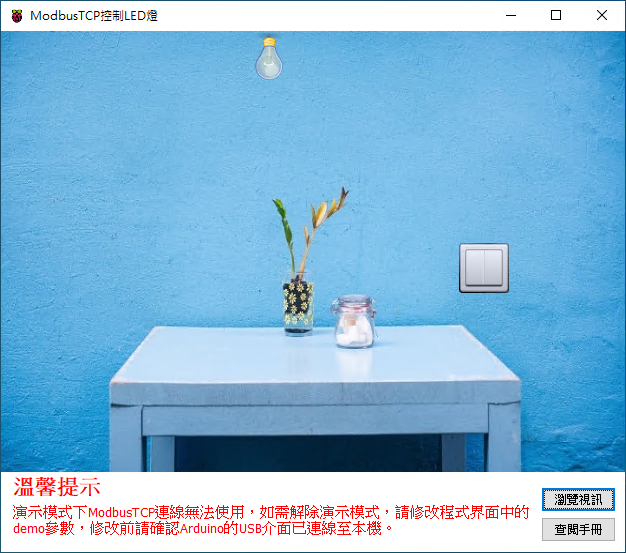 ModbusTCP控制LED燈
溫馨提示
演示模式下ModbusTCP連線無法使用，如需解除演示模式，請修改程式界面中的
demo參數，修改前請確認Arduino的USB介面已連線至本機。
瀏覽視訊
查閱手冊